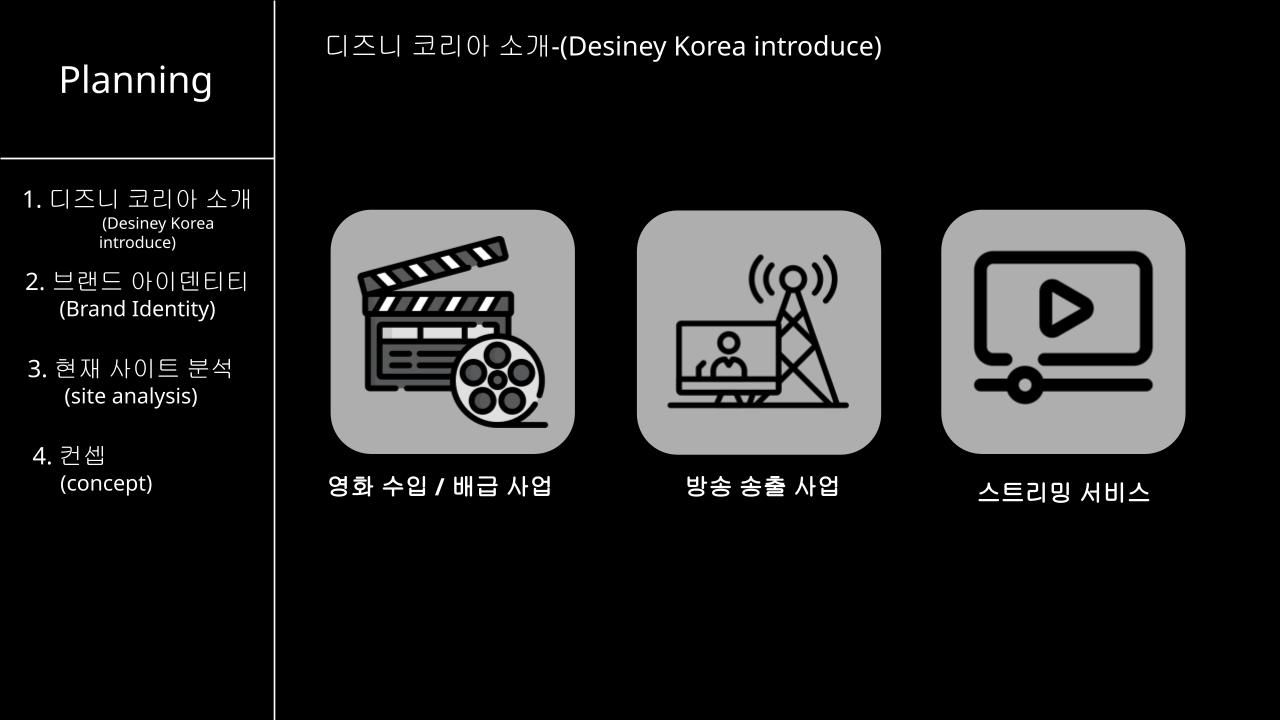 Planning
1. 디즈니 코리아 소개
(Desiney Korea
introduce)
2. 브랜드 아이덴티티
(Brand Identity)
3. 현재 사이트 분석
(site analysis)
4. 컨셉
(concept)
디즈니 코리아 소개-(Desiney Korea introduce)
영화 수입 / 배급 사업
방송 송출 사업
스트리밍 서비스